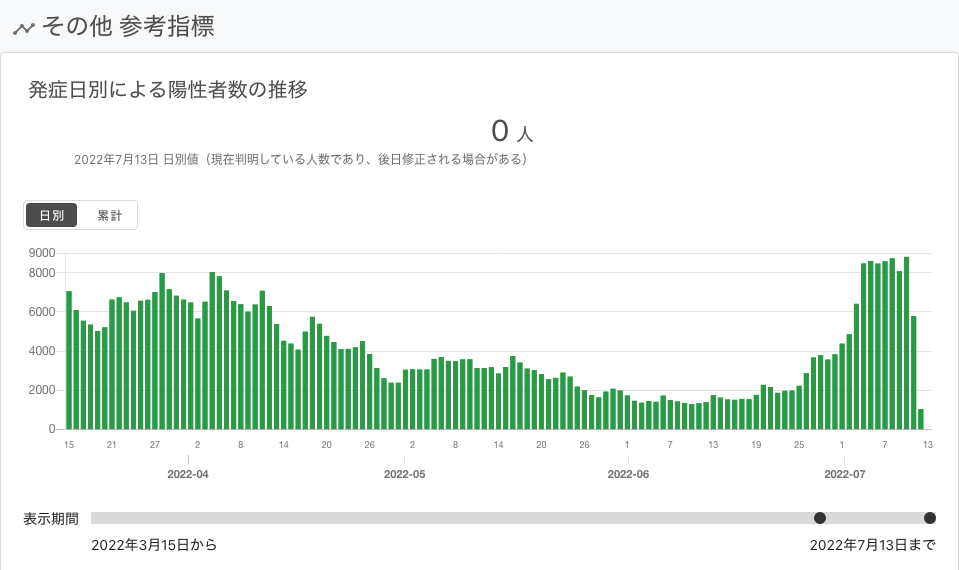 その他 参考指標
発症日別による陽性者数の推移
0 人
2022年7月13日 日別値（現在判明している人数であり、後日修正される場合がある）
日別 累計
9000
8000
6000
4000
2000
0
15 21 27 2 8 14 20 26 2 8 14 20 26 1 7 13 19 25 1 7 13
2022-04 2022-05 2022-06 2022-07
表示期間
2022年3月15日から 2022年7月13日まで